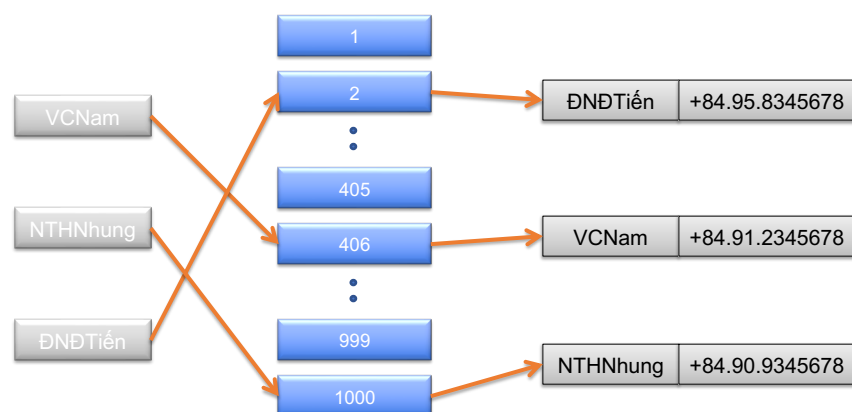 VCNam
NTHNhung
ĐNĐTiến
1
2
405
406
999
1000
ĐNĐTiến +84.95.8345678
VCNam +84.91.2345678
NTHNhung +84.90.9345678